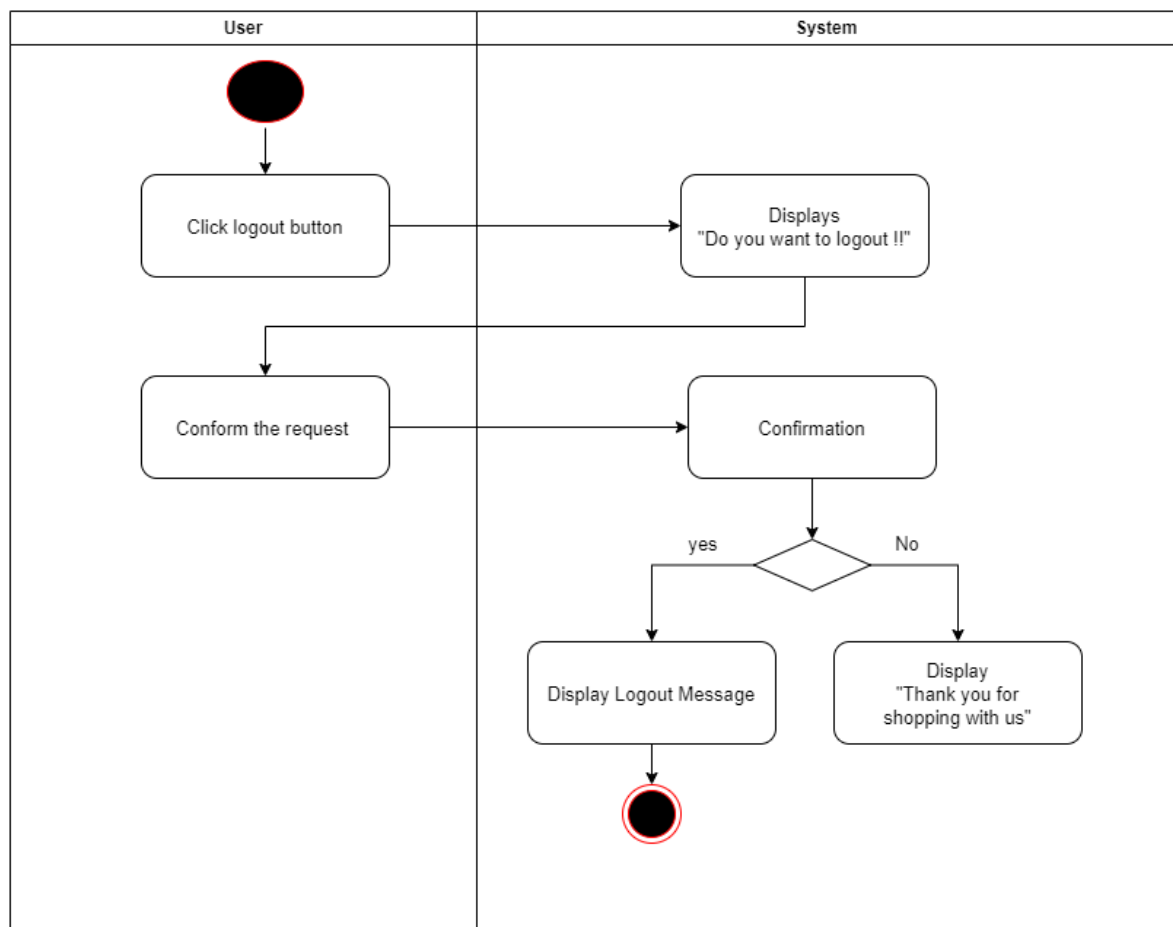 User
System
Click logout button
Displays
"Do you want to logout !!"
Conform the request
Confirmation
yes
No
Display Logout Message
Display
"Thank you for
shopping with us"